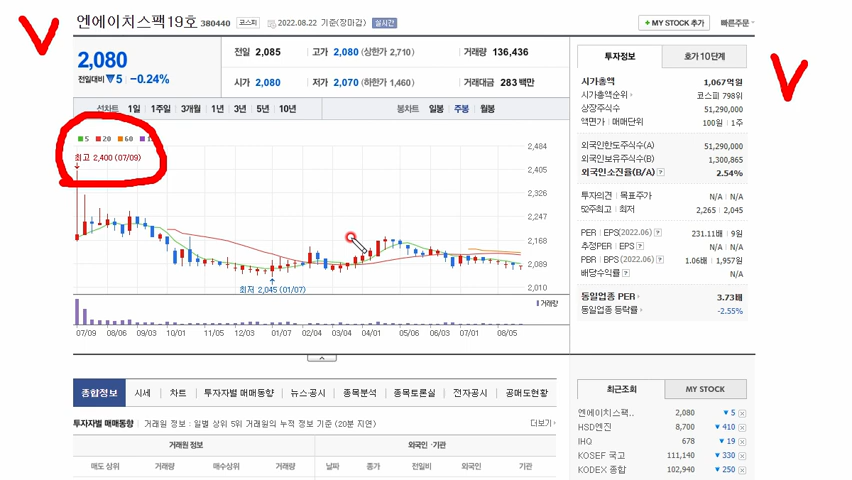 엔에이치스팩19호 380440 코스피 2022.08.22 기준(장마감) 실시간
+ MY STOCK 추가 빠른주문
2,080
전일대비 ▼5 −0.24%
전일 2,085 고가 2,080 (상한가 2,710) 거래량 136,436
시가 2,080 저가 2,070 (하한가 1,460) 거래대금 283 백만
선차트 1일 1주일 3개월 1년 3년 5년 10년 봉차트 일봉 주봉 월봉
5 20 60
최고 2,400 (07/09)
최저 2,045 (01/07)
2,484
2,405
2,326
2,247
2,168
2,089
2,010
거래량
07/09 08/06 09/03 10/01 11/05 12/03 01/07 02/04 03/04 04/01 05/06 06/03 07/01 08/05
투자정보 호가 10단계
시가총액 1,067억원
시가총액순위 코스피 798위
상장주식수 51,290,000
액면가 매매단위 100원 1주
외국인한도주식수(A) 51,290,000
외국인보유주식수(B) 1,300,865
외국인소진율(B/A) ? 2.54%
투자의견 목표주가 N/A N/A
52주최고 최저 2,265 2,045
PER EPS(2022.06) ? 231.11배 9원
추정PER EPS ? N/A N/A
PBR BPS (2022.06) ? 1.06배 1,957원
배당수익률 ? N/A
동일업종 PER 3.73배
동일업종 등락률 -2.55%
종합정보 시세 차트 투자자별 매매동향 뉴스·공시 종목분석 종목토론실 전자공시 공매도현황
투자자별 매매동향 거래원 정보 : 일별 상위 5위 거래원의 누적 정보 기준 (20분 지연) 더보기
거래원 정보 외국인·기관
매도 상위 거래량 매수상위 거래량 날짜 종가 전일비 외국인 기관
최근조회 MY STOCK
엔에이치스팩.. 2,080 ▼ 5
HSD엔진 8,700 ▼ 410
IHQ 678 ▼ 19
KOSEF 국고 111,140 ▼ 330
KODEX 종합 102,940 ▼ 250